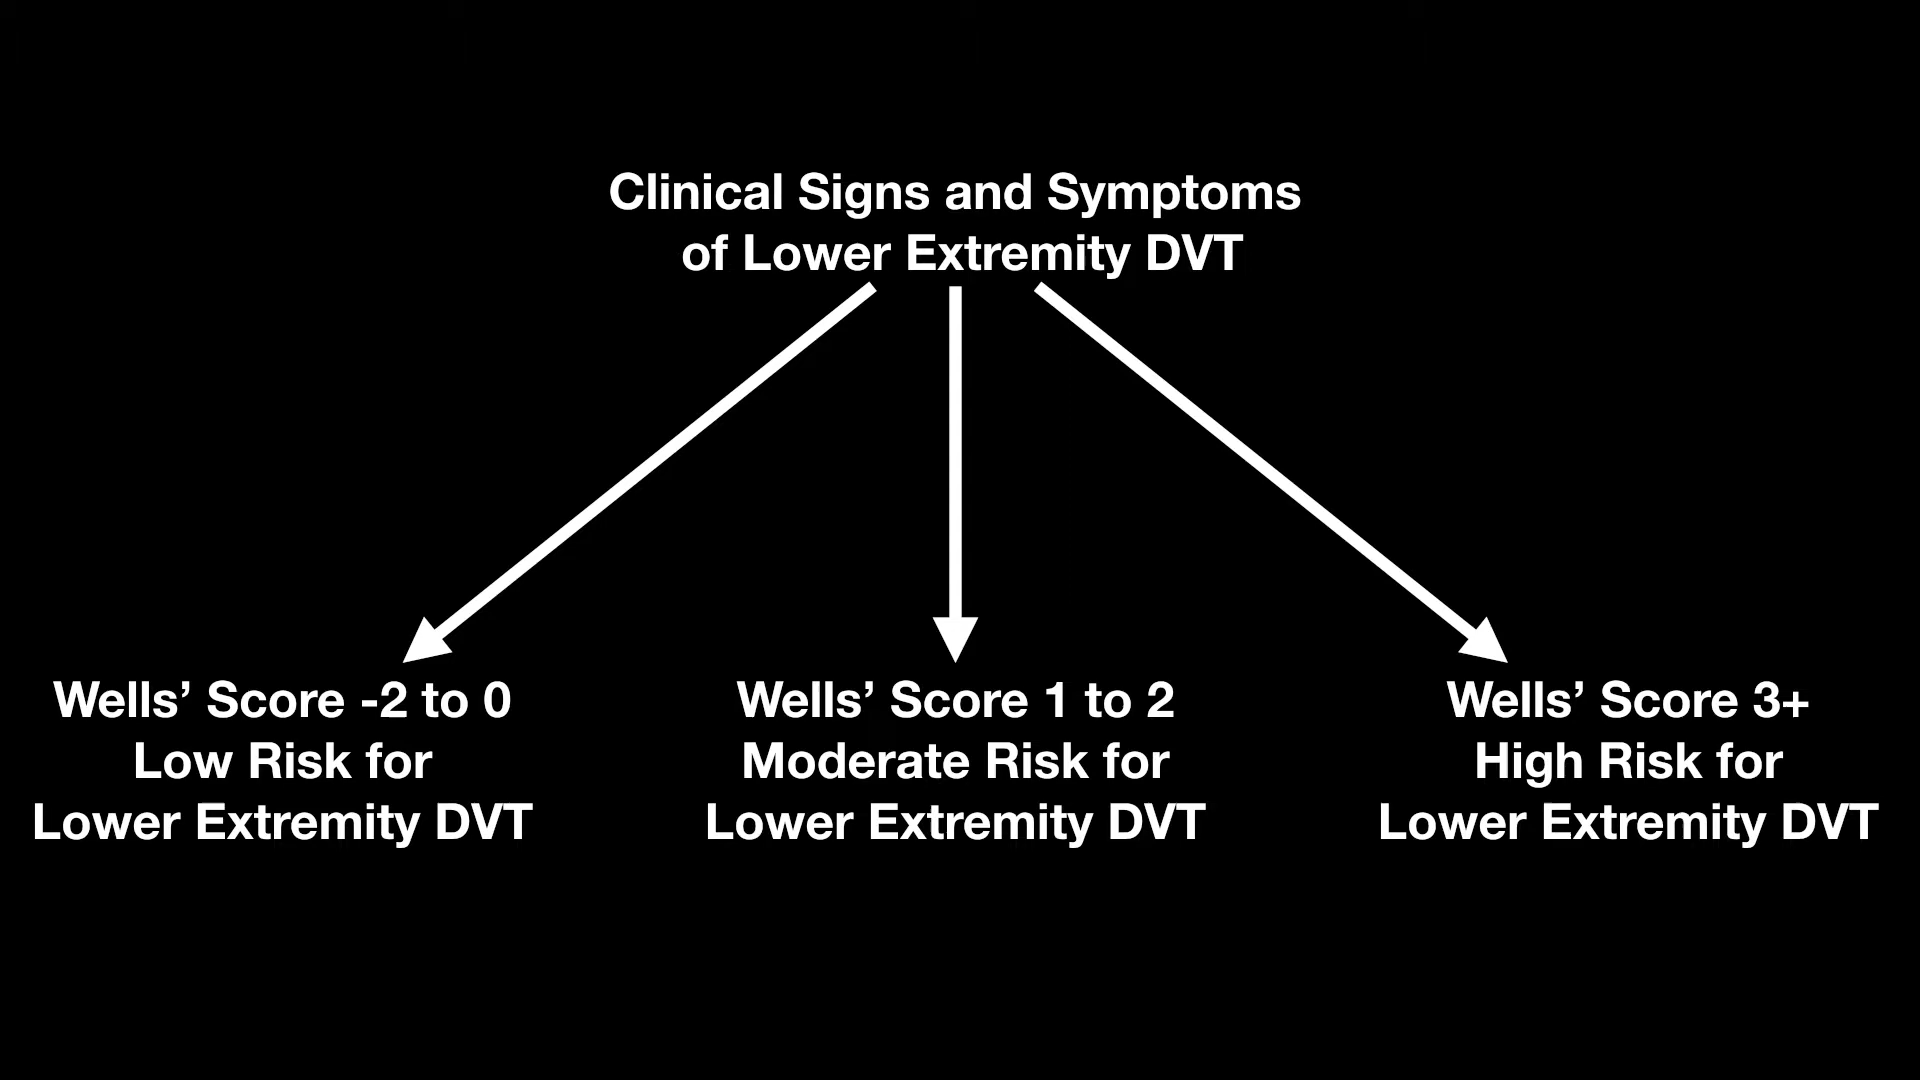 Clinical Signs and Symptoms
of Lower Extremity DVT
Wells’ Score -2 to 0
Low Risk for
Lower Extremity DVT
Wells’ Score 1 to 2
Moderate Risk for
Lower Extremity DVT
Wells’ Score 3+
High Risk for
Lower Extremity DVT